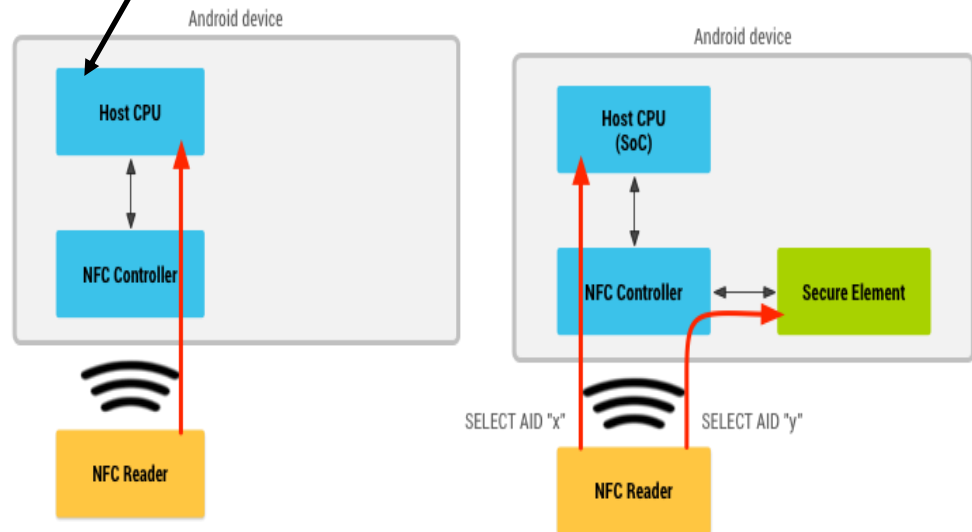 Android device
Host CPU
NFC Controller
NFC Reader
Android device
Host CPU
(SoC)
NFC Controller
Secure Element
SELECT AID "x"
SELECT AID "y"
NFC Reader